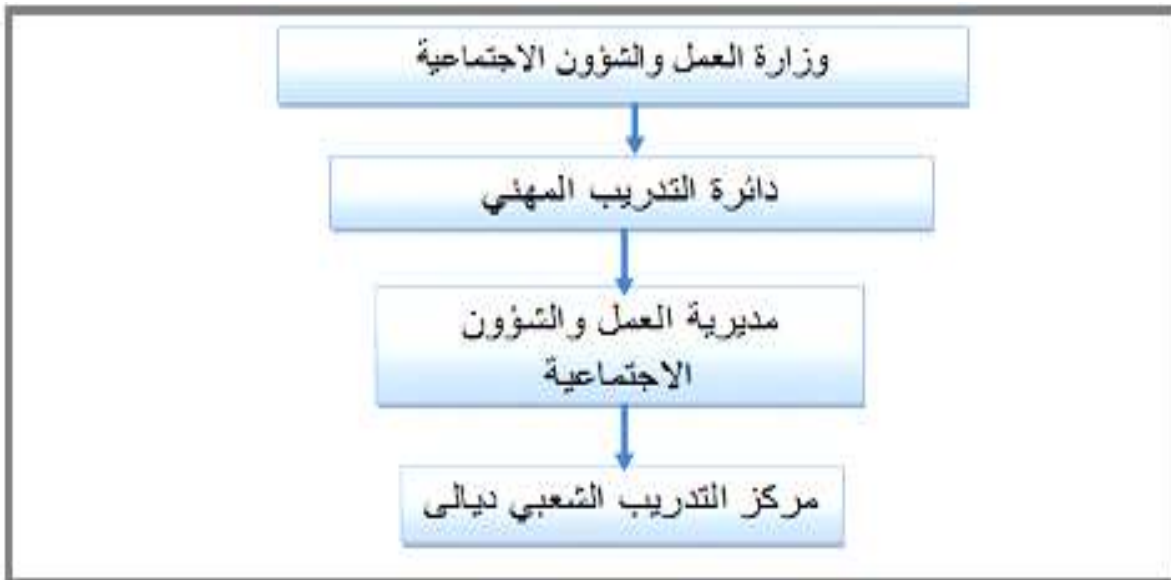 وزارة العمل والشؤون الاجتماعية
دائرة التدريب المهني
مديرية العمل والشؤون
الاجتماعية
مركز التدريب الشعبي ديالى